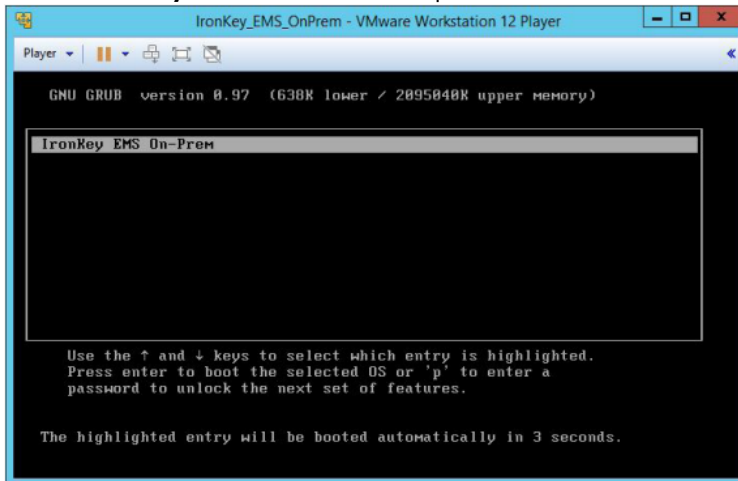 IronKey_EMS_OnPrem - VMware Workstation 12 Player
Player
GNU GRUB version 0.97 (638K lower / 2095040K upper memory)
IronKey EMS On-Prem
Use the ↑ and ↓ keys to select which entry is highlighted.
Press enter to boot the selected OS or 'p' to enter a
password to unlock the next set of features.
The highlighted entry will be booted automatically in 3 seconds.